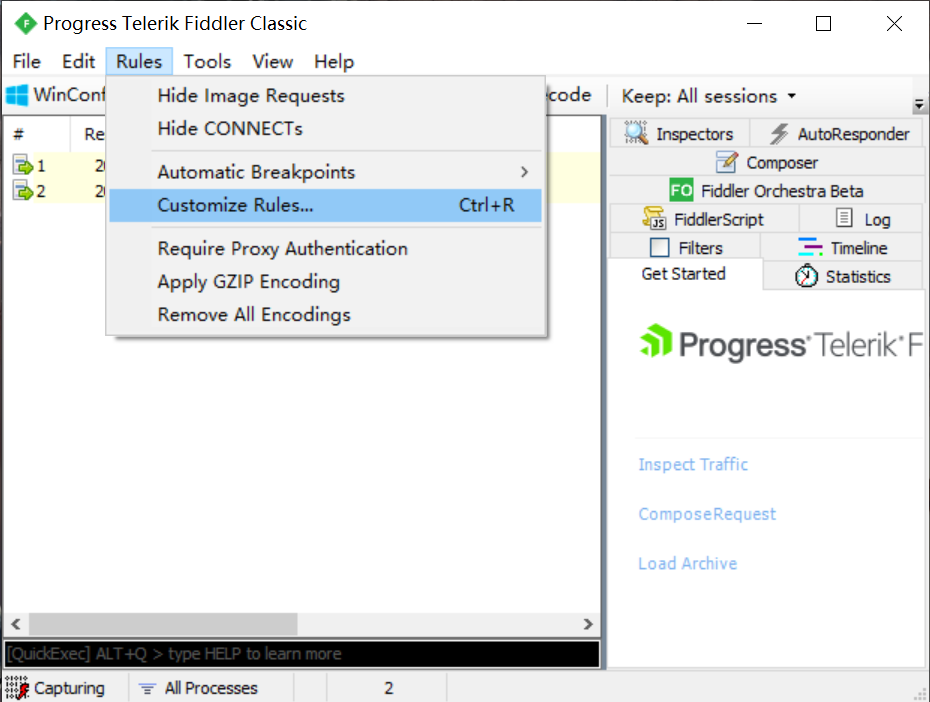 Progress Telerik Fiddler Classic
File Edit Rules Tools View Help
WinConf
Keep: All sessions
Hide Image Requests
Hide CONNECTs
Automatic Breakpoints
Customize Rules... Ctrl+R
Require Proxy Authentication
Apply GZIP Encoding
Remove All Encodings
# Re
1 20
2 20
Inspectors AutoResponder
Composer
FO Fiddler Orchestra Beta
FiddlerScript Log
Filters Timeline
Get Started Statistics
Progress Telerik F
Inspect Traffic
ComposeRequest
Load Archive
[QuickExec] ALT+Q > type HELP to learn more
Capturing All Processes 2